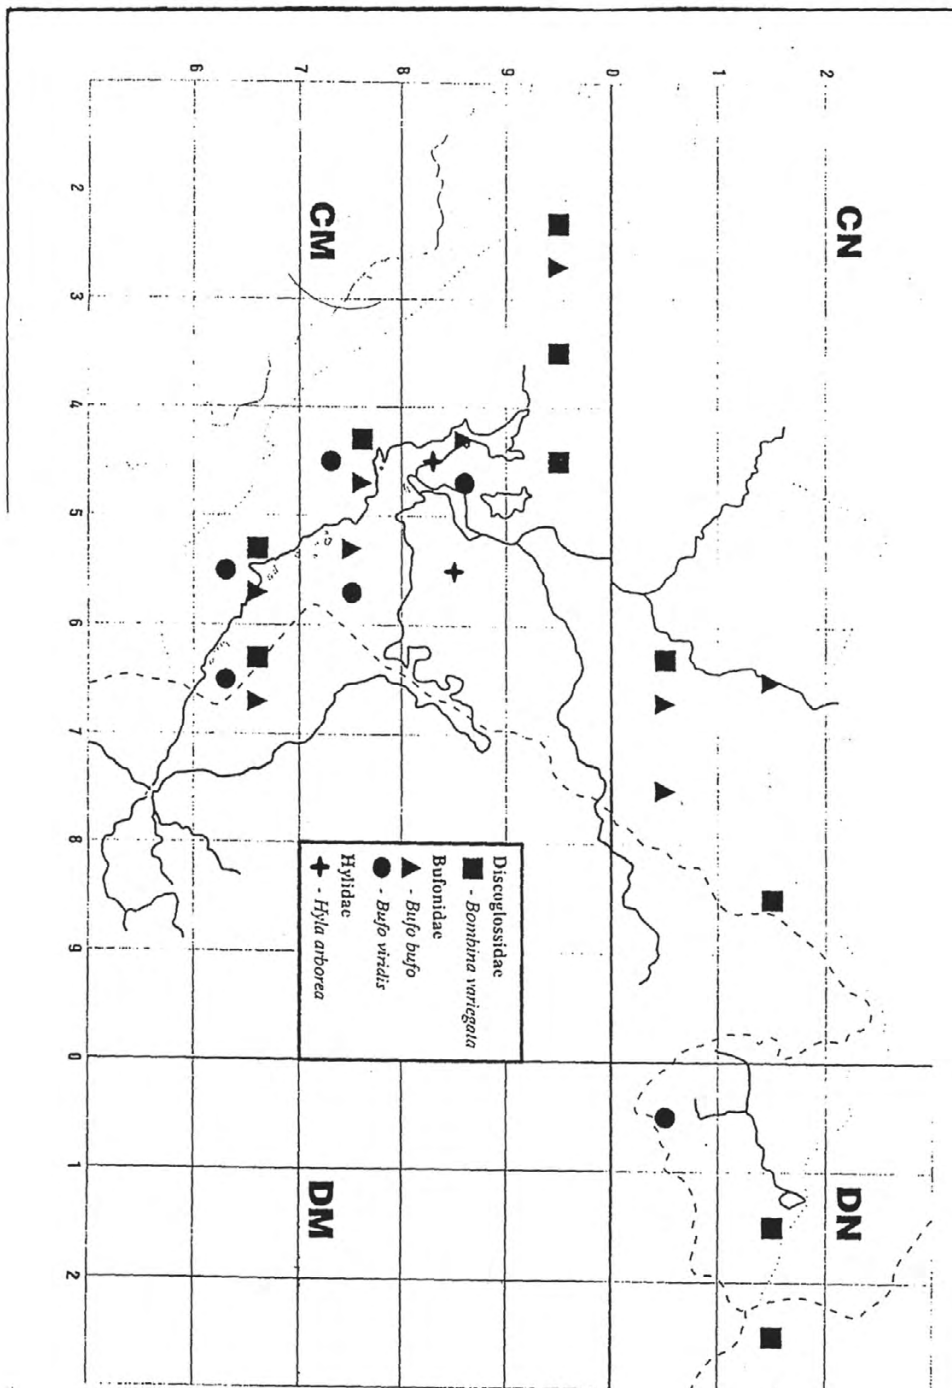 CN
DN
CM
DM
2
1
0
9
8
7
6
2
3
4
5
6
7
8
9
0
1
2
Discoglossidae
■ - Bombina variegata
Bufonidae
▲ - Bufo bufo
● - Bufo viridis
Hylidae
✚ - Hyla arborea